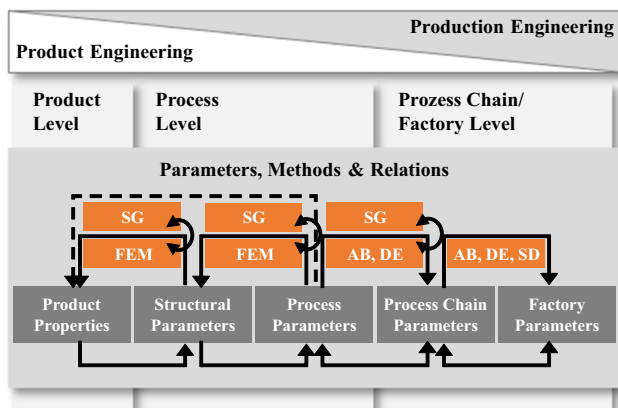 Production Engineering
Product Engineering
Product
Level
Process
Level
Prozess Chain/
Factory Level
Parameters, Methods & Relations
SG
SG
SG
FEM
FEM
AB, DE
AB, DE, SD
Product
Properties
Structural
Parameters
Process
Parameters
Process Chain
Parameters
Factory
Parameters